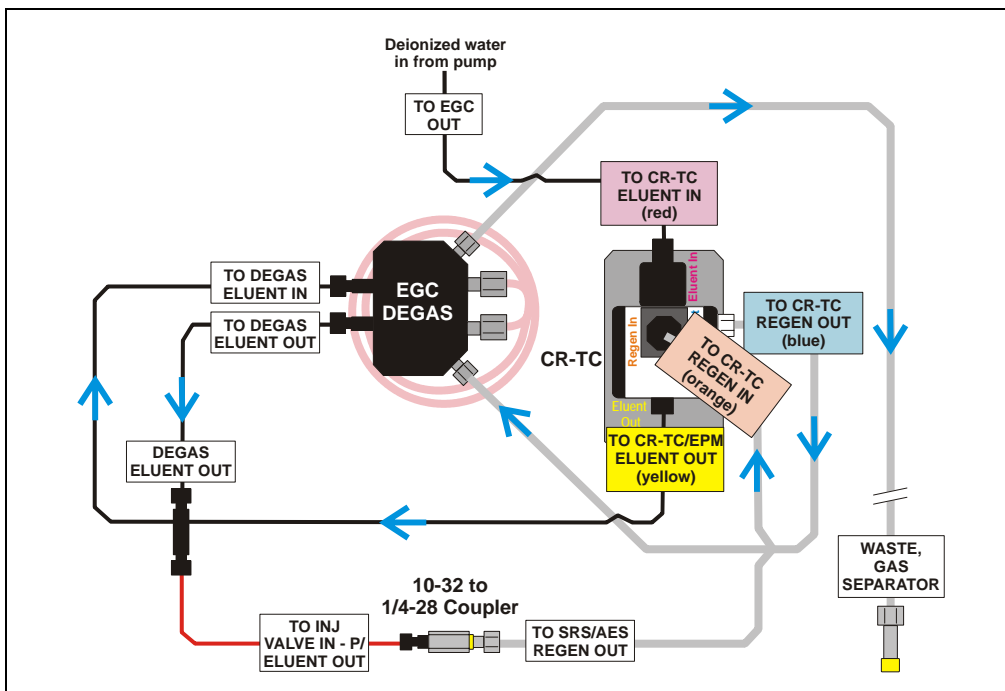 Deionized water
in from pump
TO EGC
OUT
TO CR-TC
ELUENT IN
(red)
TO DEGAS
ELUENT IN
EGC
DEGAS
TO DEGAS
ELUENT OUT
Eluent In
Regen In
CR-TC
TO CR-TC
REGEN OUT
(blue)
TO CR-TC
REGEN IN
(orange)
Eluent
Out
TO CR-TC/EPM
ELUENT OUT
(yellow)
DEGAS
ELUENT OUT
WASTE,
GAS
SEPARATOR
10-32 to
1/4-28 Coupler
TO INJ
VALVE IN - P/
ELUENT OUT
TO SRS/AES
REGEN OUT